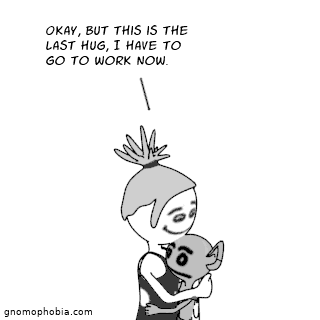 OKAY, BUT THIS IS THE
LAST HUG, I HAVE TO
GO TO WORK NOW.
gnomophobia.com